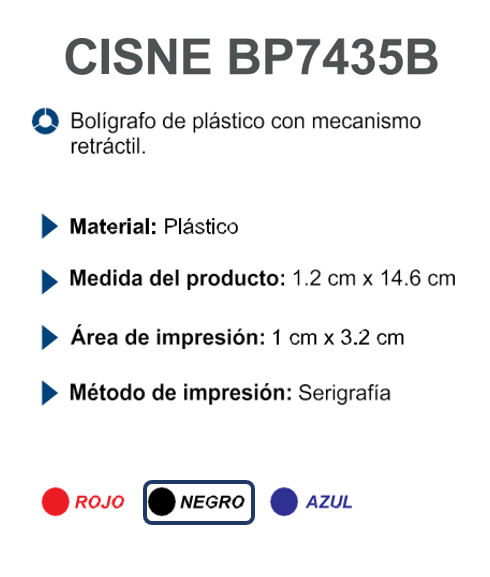 CISNE BP7435B
Bolígrafo de plástico con mecanismo
retráctil.
Material: Plástico
Medida del producto: 1.2 cm x 14.6 cm
Área de impresión: 1 cm x 3.2 cm
Método de impresión: Serigrafía
ROJO NEGRO AZUL